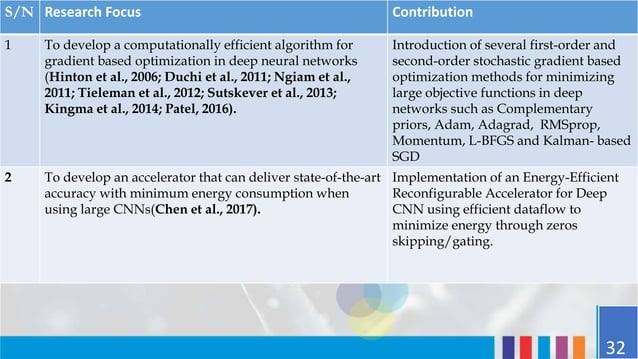 S/N Research Focus Contribution
1 To develop a computationally efficient algorithm for
gradient based optimization in deep neural networks
(Hinton et al., 2006; Duchi et al., 2011; Ngiam et al.,
2011; Tieleman et al., 2012; Sutskever et al., 2013;
Kingma et al., 2014; Patel, 2016).
Introduction of several first-order and
second-order stochastic gradient based
optimization methods for minimizing
large objective functions in deep
networks such as Complementary
priors, Adam, Adagrad, RMSprop,
Momentum, L-BFGS and Kalman- based
SGD
2 To develop an accelerator that can deliver state-of-the-art
accuracy with minimum energy consumption when
using large CNNs(Chen et al., 2017).
Implementation of an Energy-Efficient
Reconfigurable Accelerator for Deep
CNN using efficient dataflow to
minimize energy through zeros
skipping/gating.
32